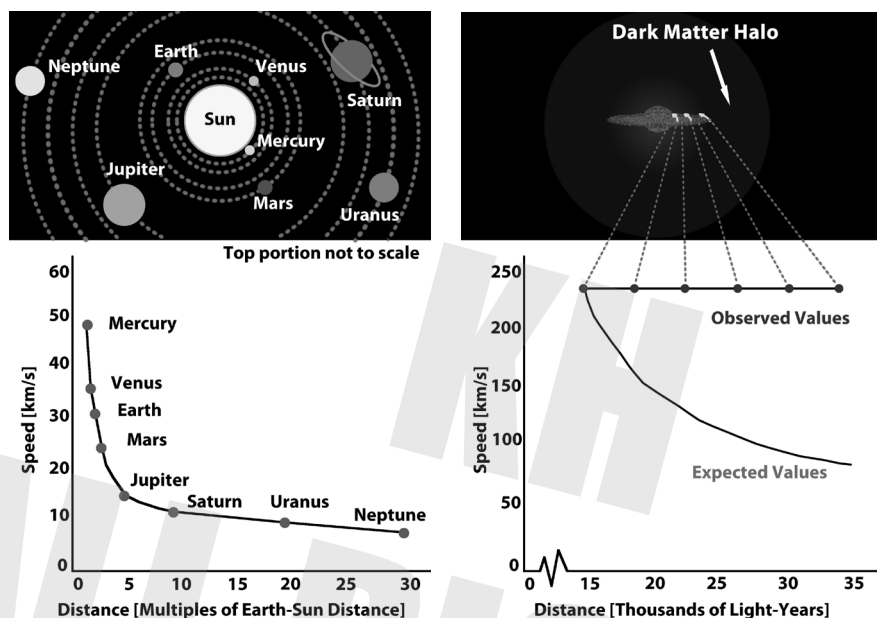 Neptune
Earth
Venus
Saturn
Sun
Mercury
Jupiter
Mars
Uranus
Top portion not to scale
60
50
40
30
20
10
0
Speed [km/s]
Mercury
Venus
Earth
Mars
Jupiter
Saturn
Uranus
Neptune
0 5 10 15 20 25 30
Distance [Multiples of Earth-Sun Distance]
Dark Matter Halo
250
200
150
100
50
0
Speed [km/s]
Observed Values
Expected Values
0 15 20 25 30 35
Distance [Thousands of Light-Years]
KH